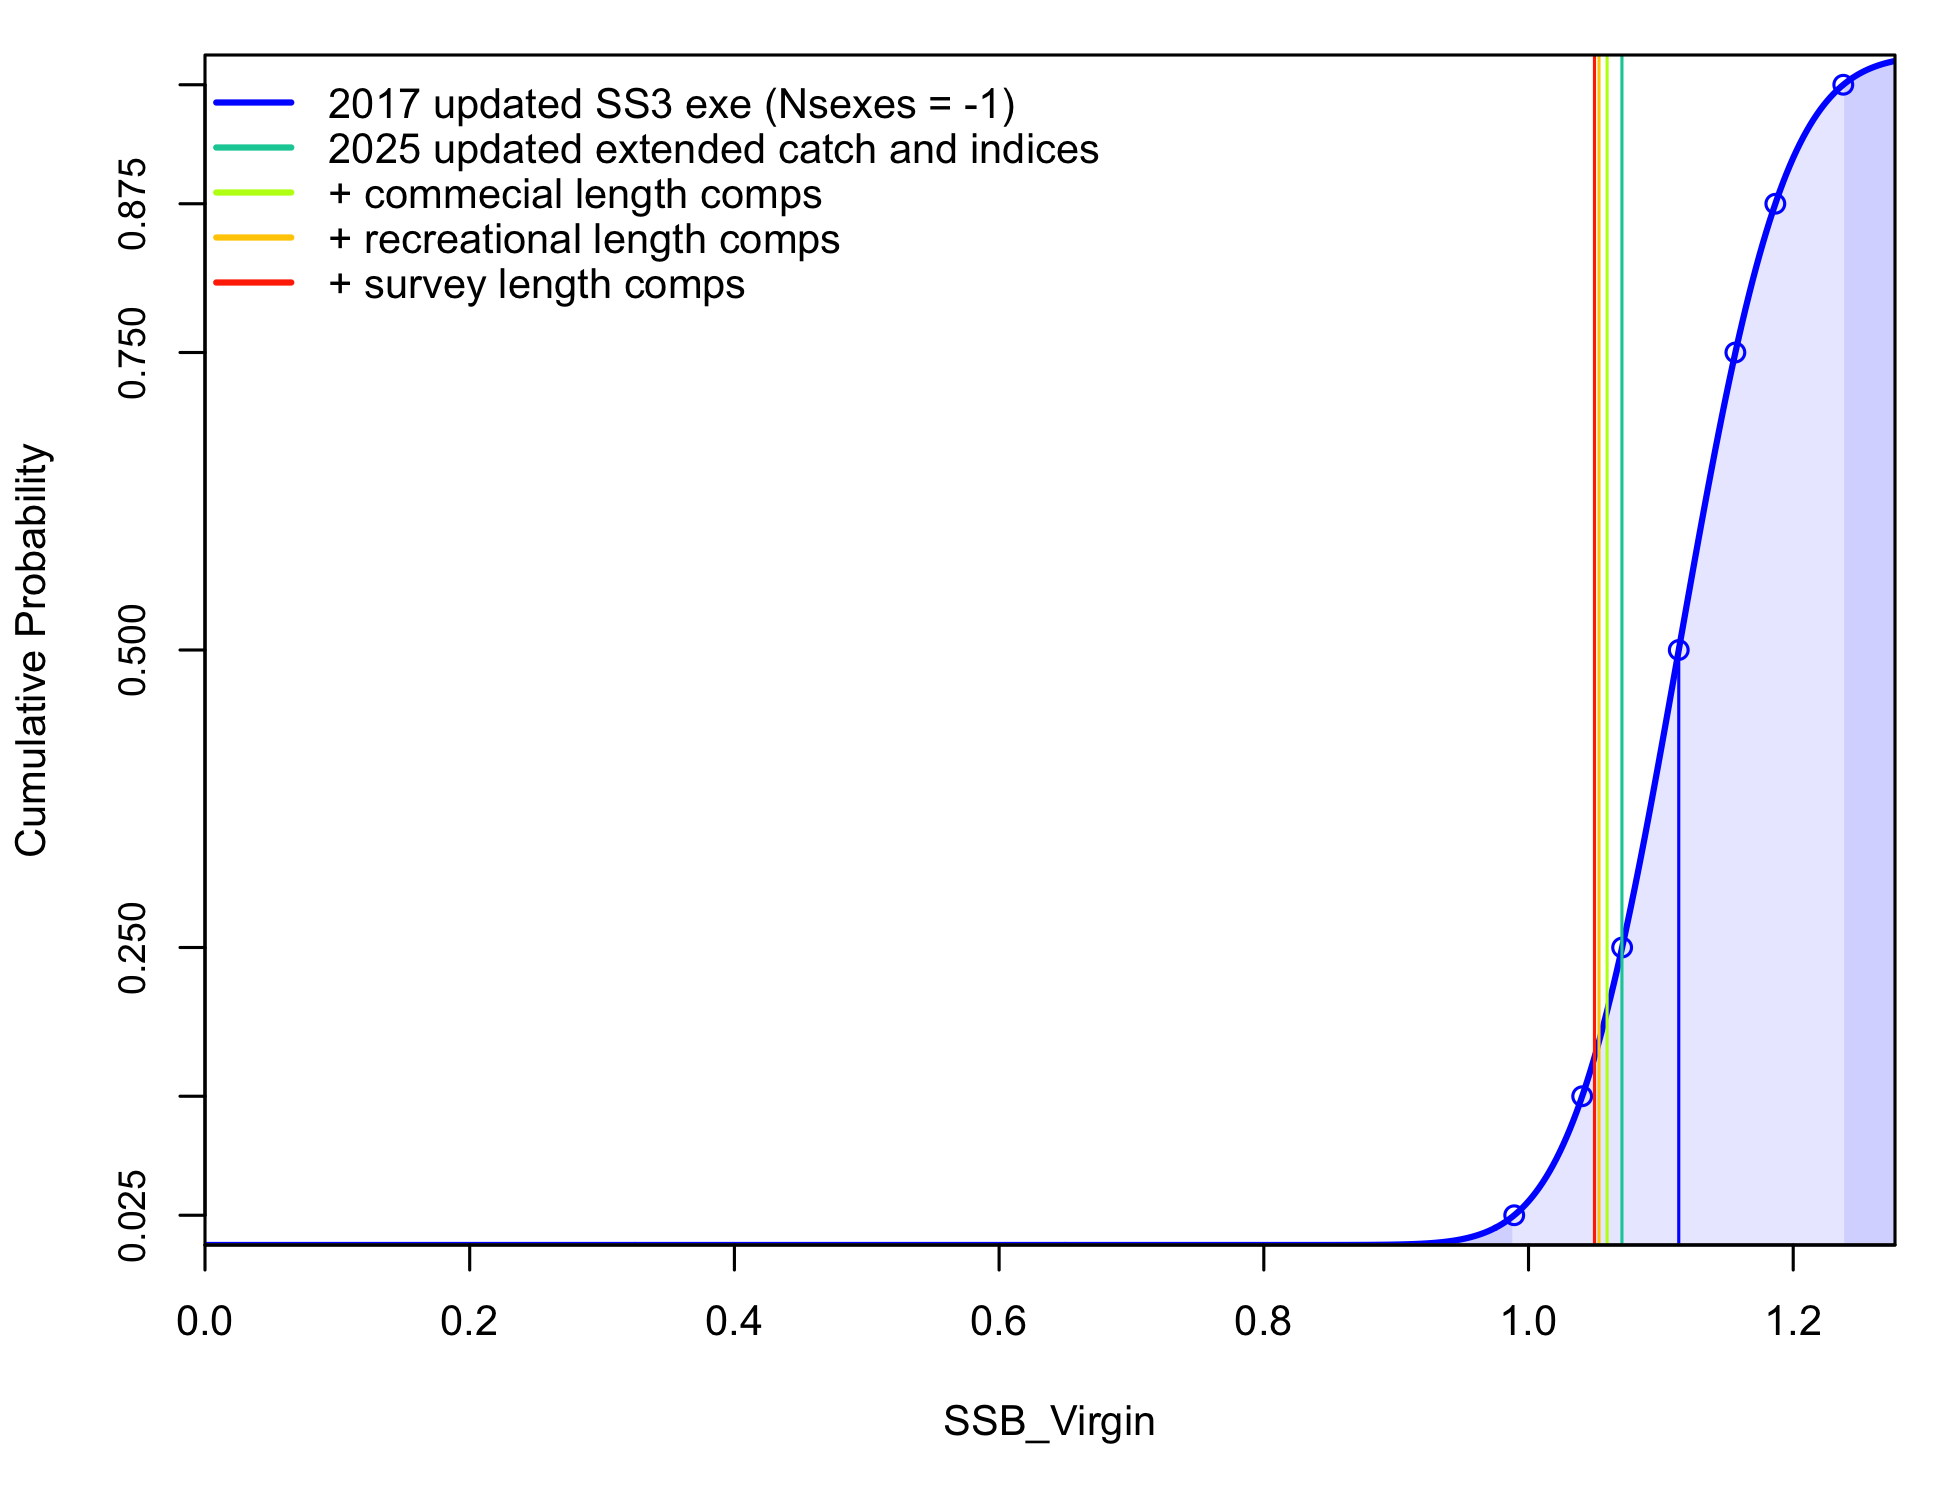 2017 updated SS3 exe (Nsexes = -1)
2025 updated extended catch and indices
+ commecial length comps
+ recreational length comps
+ survey length comps
Cumulative Probability
0.875
0.750
0.500
0.250
0.025
0.0 0.2 0.4 0.6 0.8 1.0 1.2
SSB_Virgin